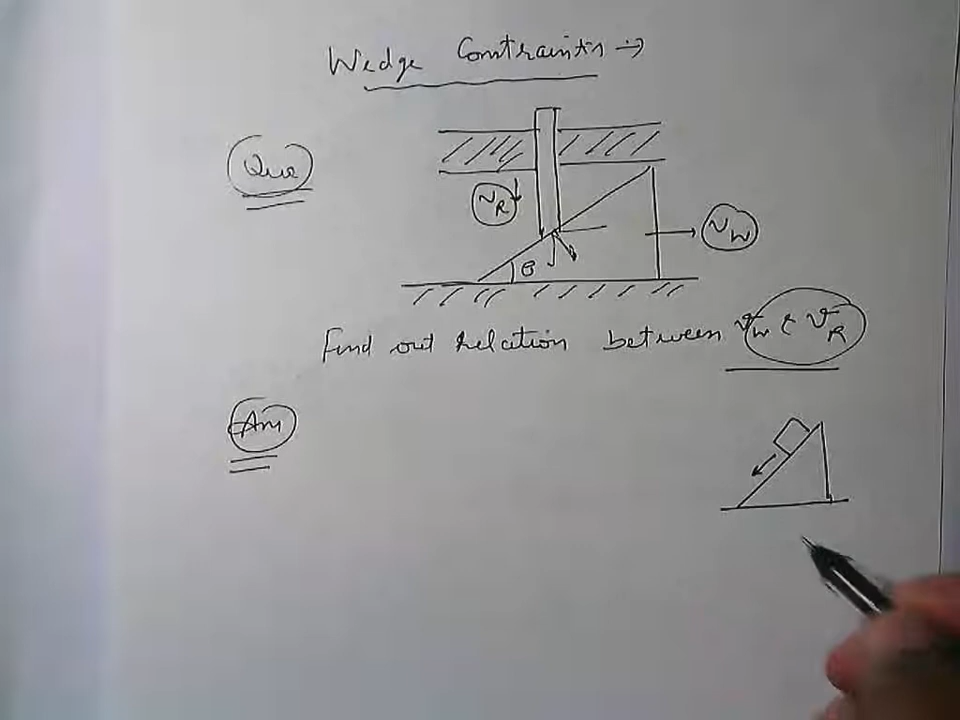 Wedge Contraints →
Que
v_R
v_W
θ
Find out relation between v_W & v_R
Ans